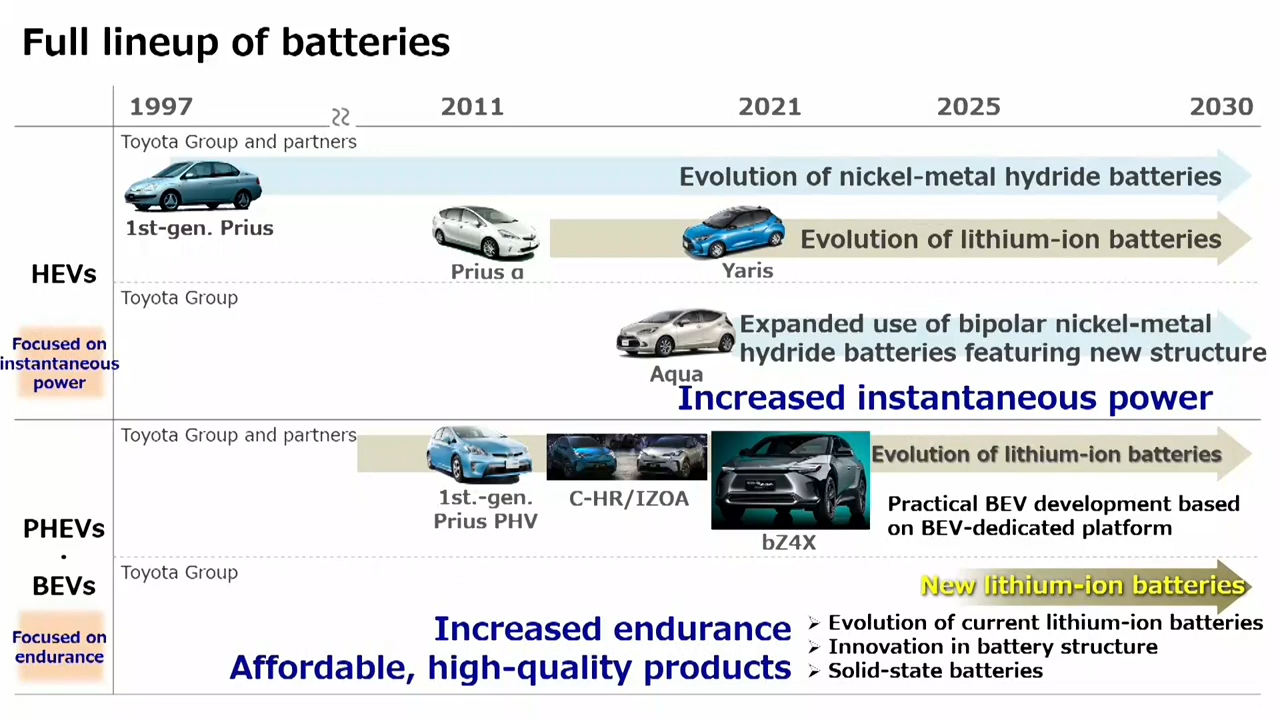 Full lineup of batteries
1997
2011
2021
2025
2030
Toyota Group and partners
Evolution of nickel-metal hydride batteries
1st-gen. Prius
Evolution of lithium-ion batteries
Prius α
Yaris
HEVs
Toyota Group
Focused on
instantaneous
power
Expanded use of bipolar nickel-metal
hydride batteries featuring new structure
Aqua
Increased instantaneous power
Toyota Group and partners
Evolution of lithium-ion batteries
1st.-gen.
Prius PHV
C-HR/IZOA
bZ4X
Practical BEV development based
on BEV-dedicated platform
PHEVs
・
BEVs
Toyota Group
New lithium-ion batteries
Focused on
endurance
Increased endurance
Affordable, high-quality products
➢ Evolution of current lithium-ion batteries
➢ Innovation in battery structure
➢ Solid-state batteries